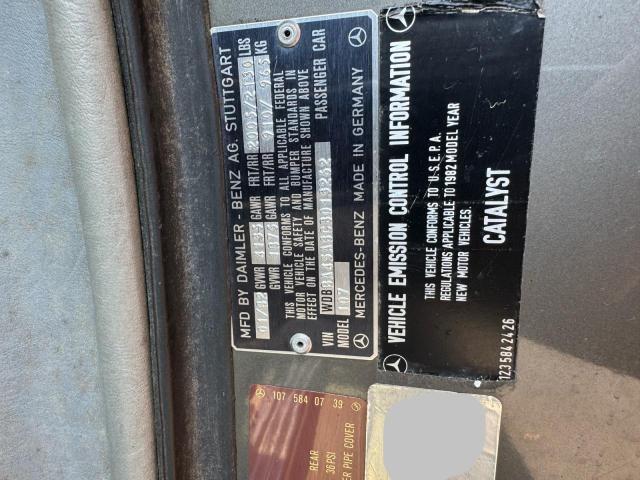 MFD BY DAIMLER-BENZ AG. STUTTGART
01/82 GVWR GAWR FRT/RR LBS
GVWR GAWR FRT/RR KG
THIS VEHICLE CONFORMS TO ALL APPLICABLE FEDERAL
MOTOR VEHICLE SAFETY AND BUMPER STANDARDS IN
EFFECT ON THE DATE OF MANUFACTURE SHOWN ABOVE
VIN
MODEL 107 PASSENGER CAR
MERCEDES-BENZ MADE IN GERMANY
VEHICLE EMISSION CONTROL INFORMATION
THIS VEHICLE CONFORMS TO U.S.E.P.A.
REGULATIONS APPLICABLE TO 1982 MODEL YEAR
NEW MOTOR VEHICLES.
CATALYST
123 584 24 26
107 584 07 39
REAR
36 PSI
PIPE COVER